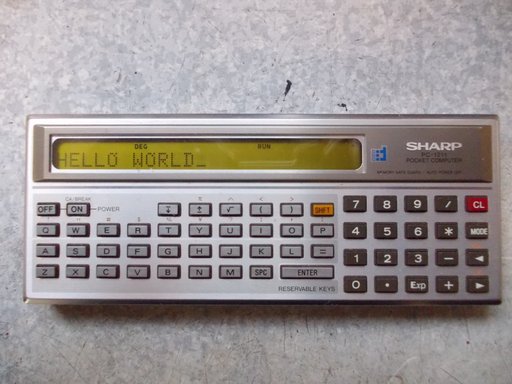 DEG RUN
HELLO WORLD_
SHARP
PC-1211
POCKET COMPUTER
MEMORY SAFE GUARD / AUTO POWER OFF
CA/BREAK
OFF ON POWER
SHIFT
7 8 9 / CL
Q W E R T Y U I O P
4 5 6 * MODE
A S D F G H J K L =
1 2 3 - ◄
Z X C V B N M SPC ENTER
0 . Exp + ►
RESERVABLE KEYS